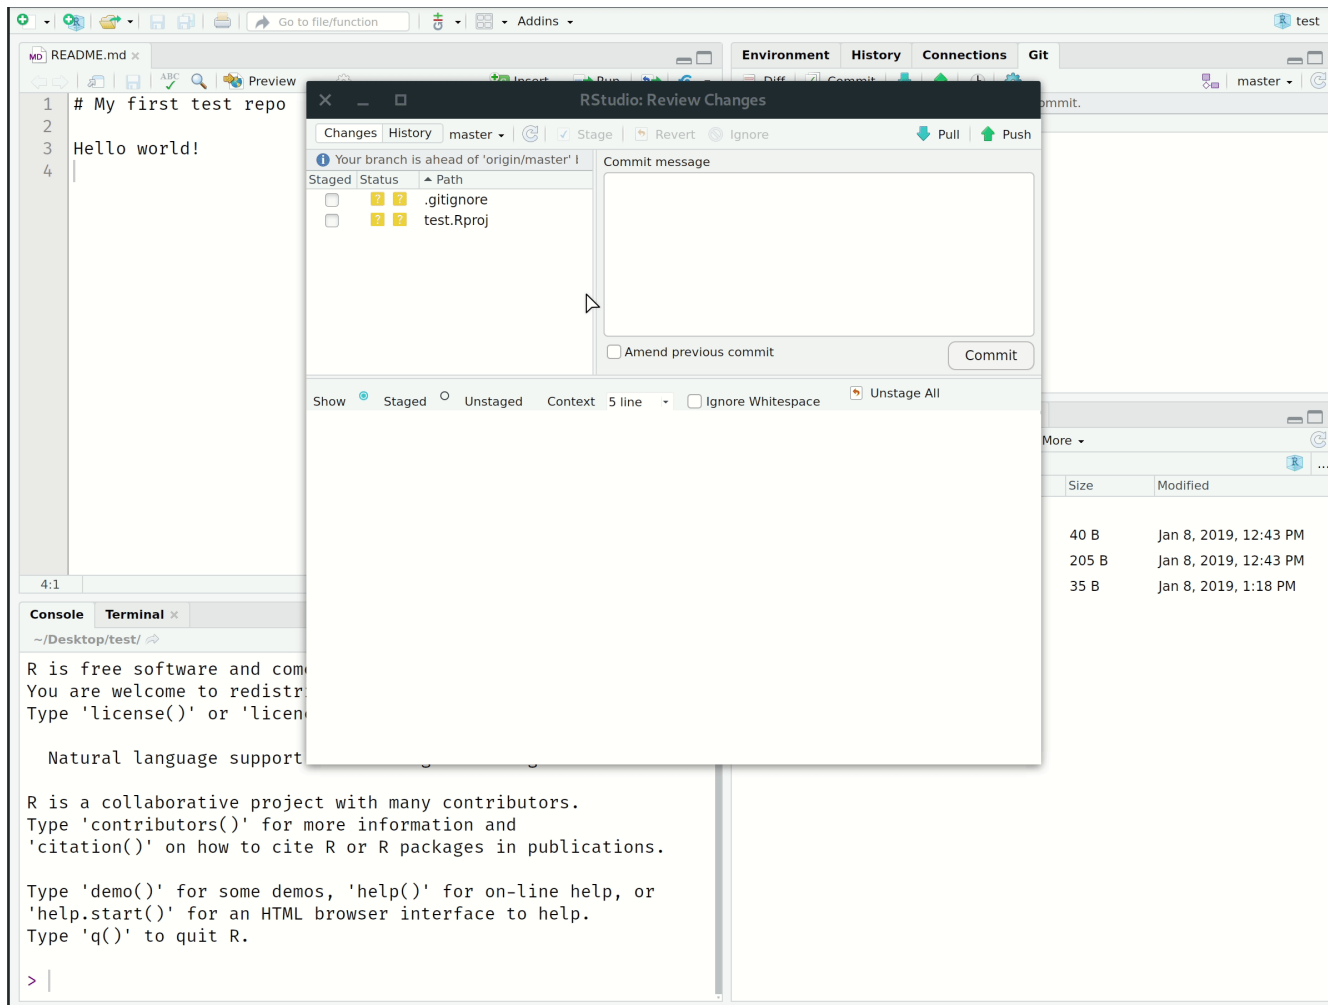 Go to file/function
Addins
test
README.md
ABC
Preview
1 # My first test repo
2
3 Hello world!
4
4:1
Environment History Connections Git
master
RStudio: Review Changes
Changes History master Stage Revert Ignore Pull Push
Your branch is ahead of 'origin/master'
Staged Status Path
? ? .gitignore
? ? test.Rproj
Commit message
Amend previous commit
Commit
Show Staged Unstaged Context 5 line Ignore Whitespace Unstage All
More
Size Modified
40 B Jan 8, 2019, 12:43 PM
205 B Jan 8, 2019, 12:43 PM
35 B Jan 8, 2019, 1:18 PM
Console Terminal
~/Desktop/test/
R is free software and com
You are welcome to redistr
Type 'license()' or 'licen
Natural language support
R is a collaborative project with many contributors.
Type 'contributors()' for more information and
'citation()' on how to cite R or R packages in publications.
Type 'demo()' for some demos, 'help()' for on-line help, or
'help.start()' for an HTML browser interface to help.
Type 'q()' to quit R.
>